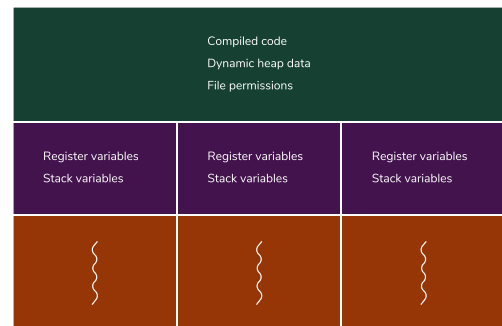 Compiled code
Dynamic heap data
File permissions
Register variables
Stack variables
Register variables
Stack variables
Register variables
Stack variables